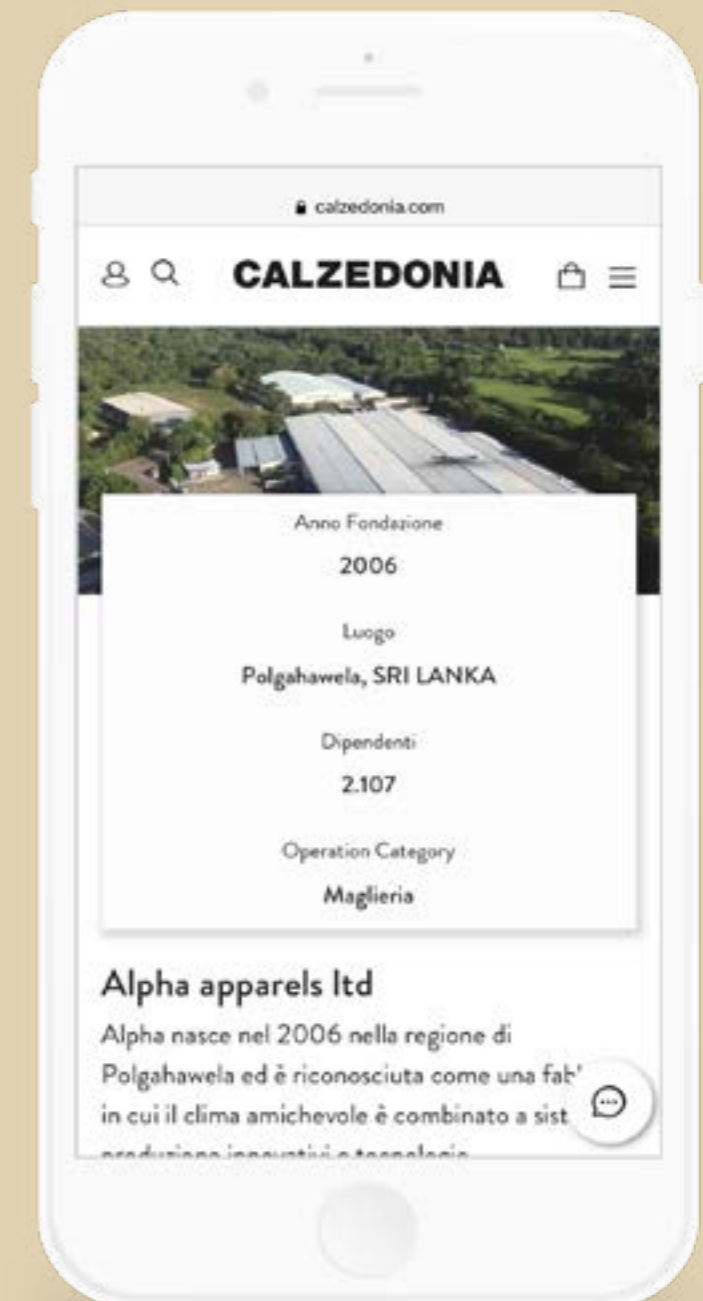 calzedonia.com
CALZEDONIA
Anno Fondazione
2006
Luogo
Polgahawela, SRI LANKA
Dipendenti
2.107
Operation Category
Maglieria
Alpha apparels ltd
Alpha nasce nel 2006 nella regione di
Polgahawela ed è riconosciuta come una
in cui il clima amichevole è combinato a